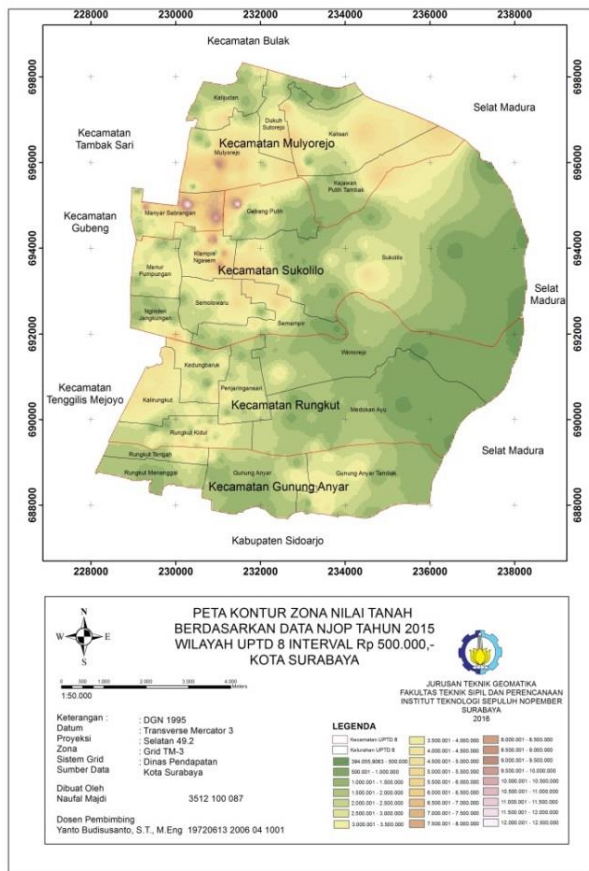 228000 230000 232000 234000 236000 238000
Kecamatan Bulak
698000 698000
Selat Madura
Kalijudan
Dukuh Sutorejo
Kalisari
Kecamatan Tambak Sari
Kecamatan Mulyorejo
Mulyorejo
696000 696000
Kejawan Putih Tambak
Manyar Sabrangan
Gebang Putih
Kecamatan Gubeng
694000 694000
Klampis Ngasem
Sukolilo
Kecamatan Sukolilo
Menur Pumpungan
Selat Madura
Semolowaru
Nginden Jangkungan
Semampir
692000 692000
Wonorejo
Kedungbaruk
Kecamatan Tenggilis Mejoyo
Penjaringansari
Kalirungkut
Kecamatan Rungkut
Medokan Ayu
690000 690000
Rungkut Kidul
Selat Madura
Rungkut Tengah
Rungkut Menanggal
Gunung Anyar
Gunung Anyar Tambak
Kecamatan Gunung Anyar
688000 688000
Kabupaten Sidoarjo
228000 230000 232000 234000 236000 238000
N
W E
S
PETA KONTUR ZONA NILAI TANAH
BERDASARKAN DATA NJOP TAHUN 2015
WILAYAH UPTD 8 INTERVAL Rp 500.000,-
KOTA SURABAYA
1:50.000
JURUSAN TEKNIK GEOMATIKA
FAKULTAS TEKNIK SIPIL DAN PERENCANAAN
INSTITUT TEKNOLOGI SEPULUH NOPEMBER
SURABAYA
2016
Keterangan : DGN 1995
Datum : Transverse Mercator 3
Proyeksi : Selatan 49.2
Zona : Grid TM-3
Sistem Grid : Dinas Pendapatan
Sumber Data Kota Surabaya
Dibuat Oleh
Naufal Majdi 3512 100 087
Dosen Pembimbing
Yanto Budisusanto, S.T., M.Eng 19720613 2006 04 1001
LEGENDA
Kecamatan UPTD 8
Kelurahan UPTD 8
394.055,9063 - 500.000
500.001 - 1.000.000
1.000.001 - 1.500.000
1.500.001 - 2.000.000
2.000.001 - 2.500.000
2.500.001 - 3.000.000
3.000.001 - 3.500.000
3.500.001 - 4.000.000
4.000.001 - 4.500.000
4.500.001 - 5.000.000
5.000.001 - 5.500.000
5.500.001 - 6.000.000
6.000.001 - 6.500.000
6.500.001 - 7.000.000
8.000.001 - 8.500.000
8.500.001 - 9.000.000
9.000.001 - 9.500.000
9.500.001 - 10.000.000
10.000.001 - 10.500.000
10.500.001 - 11.000.000
11.000.001 - 11.500.000
11.500.001 - 12.000.000
12.000.001 - 12.500.000